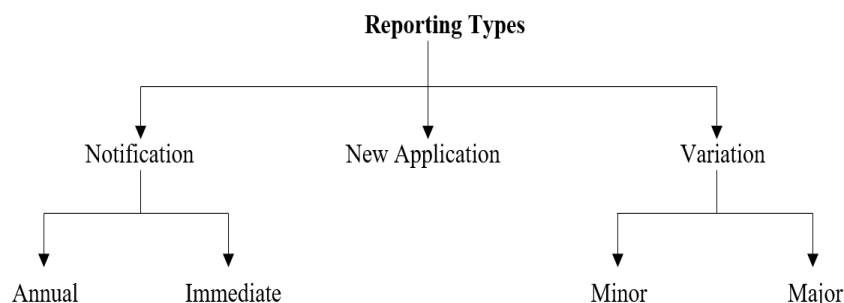 Reporting Types
Notification New Application Variation
Annual Immediate Minor Major